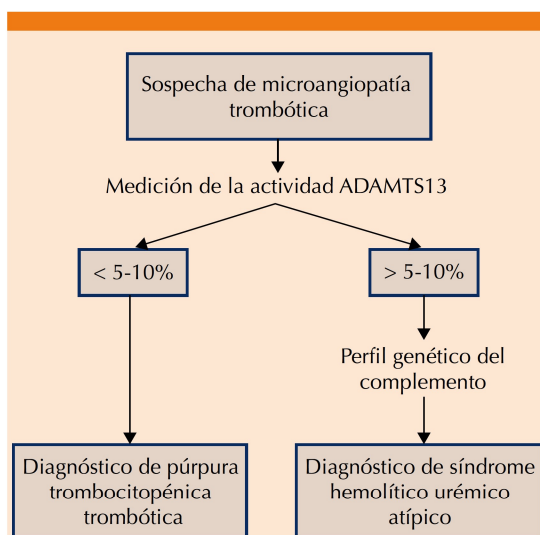 Sospecha de microangiopatía
trombótica
Medición de la actividad ADAMTS13
< 5-10%
> 5-10%
Perfil genético del
complemento
Diagnóstico de púrpura
trombocitopénica
trombótica
Diagnóstico de síndrome
hemolítico urémico
atípico